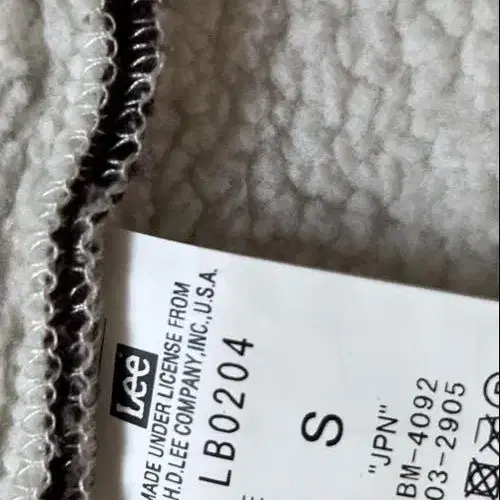 Lee
MADE UNDER LICENSE FROM
H.D.LEE COMPANY,INC.,U.S.A.
LB0204
S
"JPN"
BM-4092
03-2905